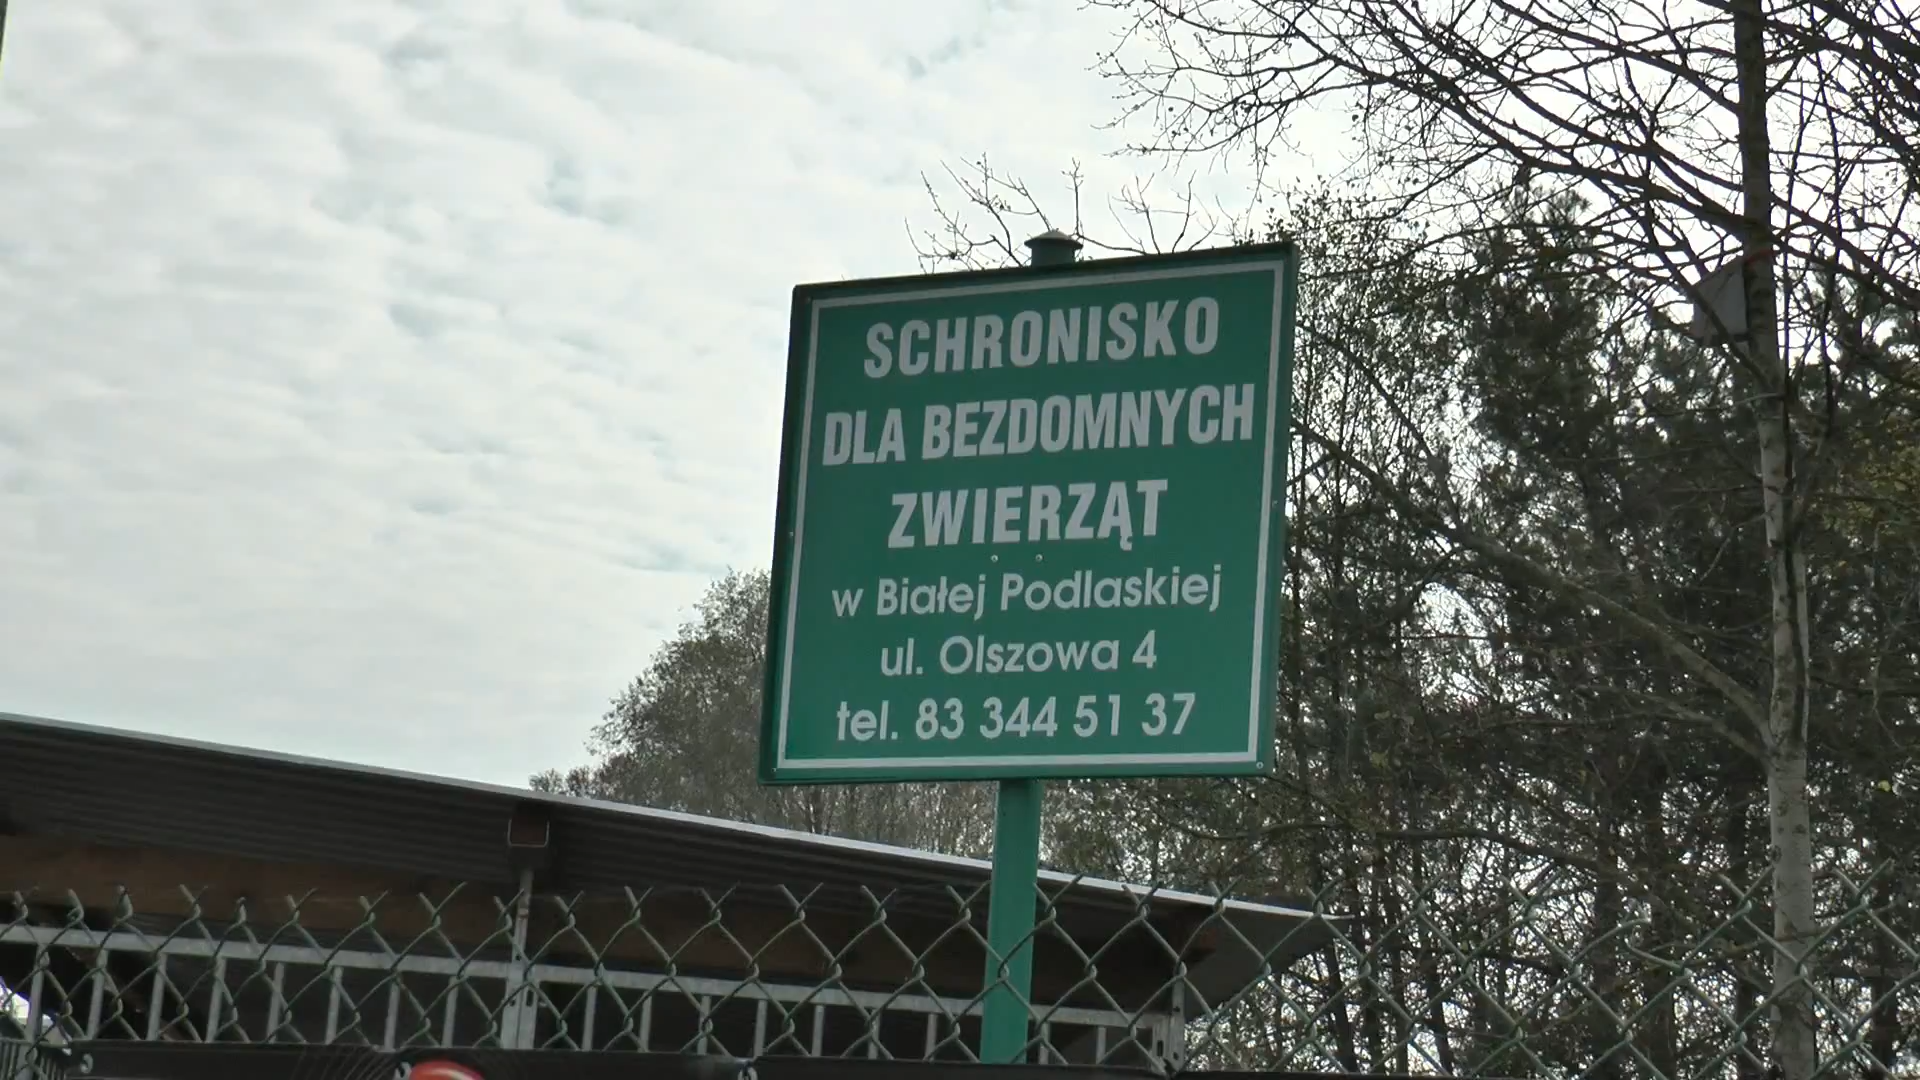 SCHRONISKO
DLA BEZDOMNYCH
ZWIERZĄT
w Białej Podlaskiej
ul. Olszowa 4
tel. 83 344 51 37